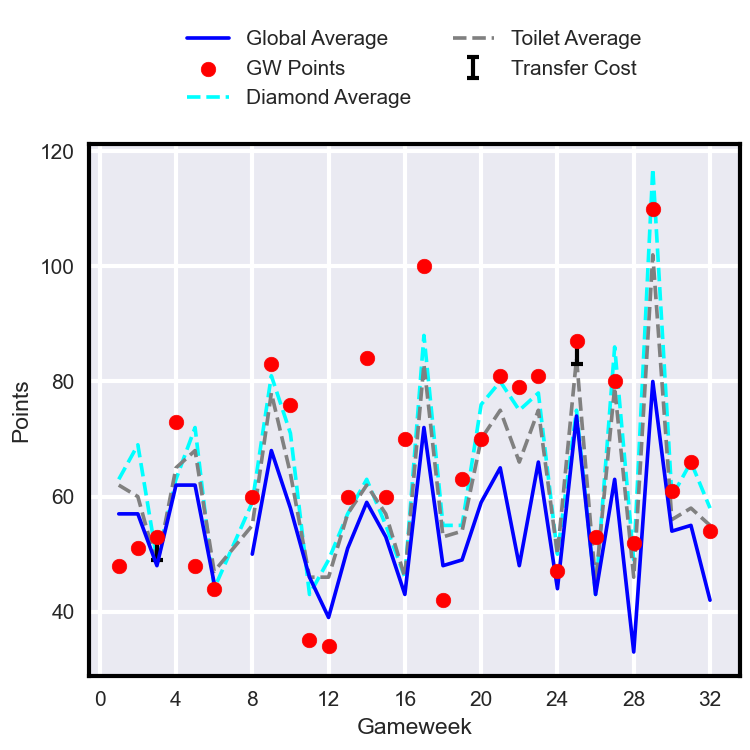 Global Average
GW Points
Diamond Average
Toilet Average
Transfer Cost
120
100
80
60
40
Points
0 4 8 12 16 20 24 28 32
Gameweek